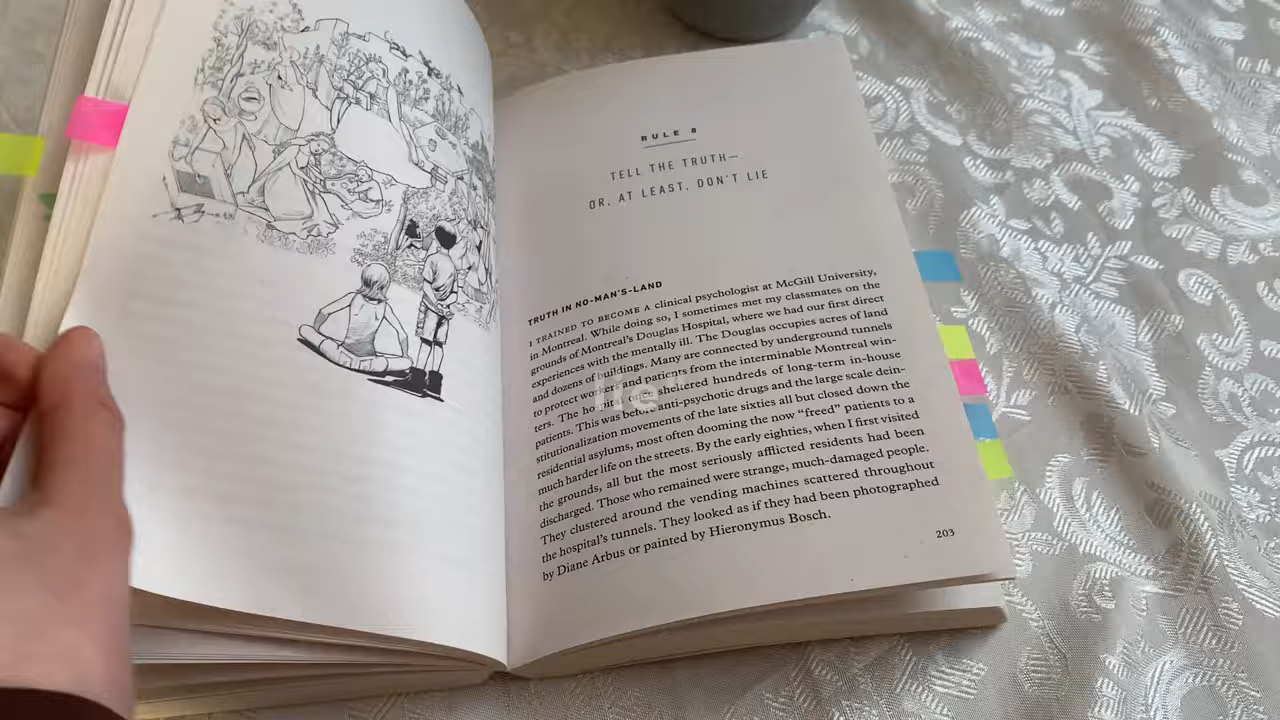 RULE 8
TELL THE TRUTH—
OR, AT LEAST, DON'T LIE
TRUTH IN NO-MAN'S-LAND
I TRAINED TO BECOME A clinical psychologist at McGill University,
in Montreal. While doing so, I sometimes met my classmates on the
grounds of Montreal's Douglas Hospital, where we had our first direct
experiences with the mentally ill. The Douglas occupies acres of land
and dozens of buildings. Many are connected by underground tunnels
to protect workers and patients from the interminable Montreal win-
ters. The hospital once sheltered hundreds of long-term in-house
patients. This was before anti-psychotic drugs and the large scale dein-
stitutionalization movements of the late sixties all but closed down the
residential asylums, most often dooming the now “freed” patients to a
much harder life on the streets. By the early eighties, when I first visited
the grounds, all but the most seriously afflicted residents had been
discharged. Those who remained were strange, much-damaged people.
They clustered around the vending machines scattered throughout
the hospital's tunnels. They looked as if they had been photographed
by Diane Arbus or painted by Hieronymus Bosch.
203